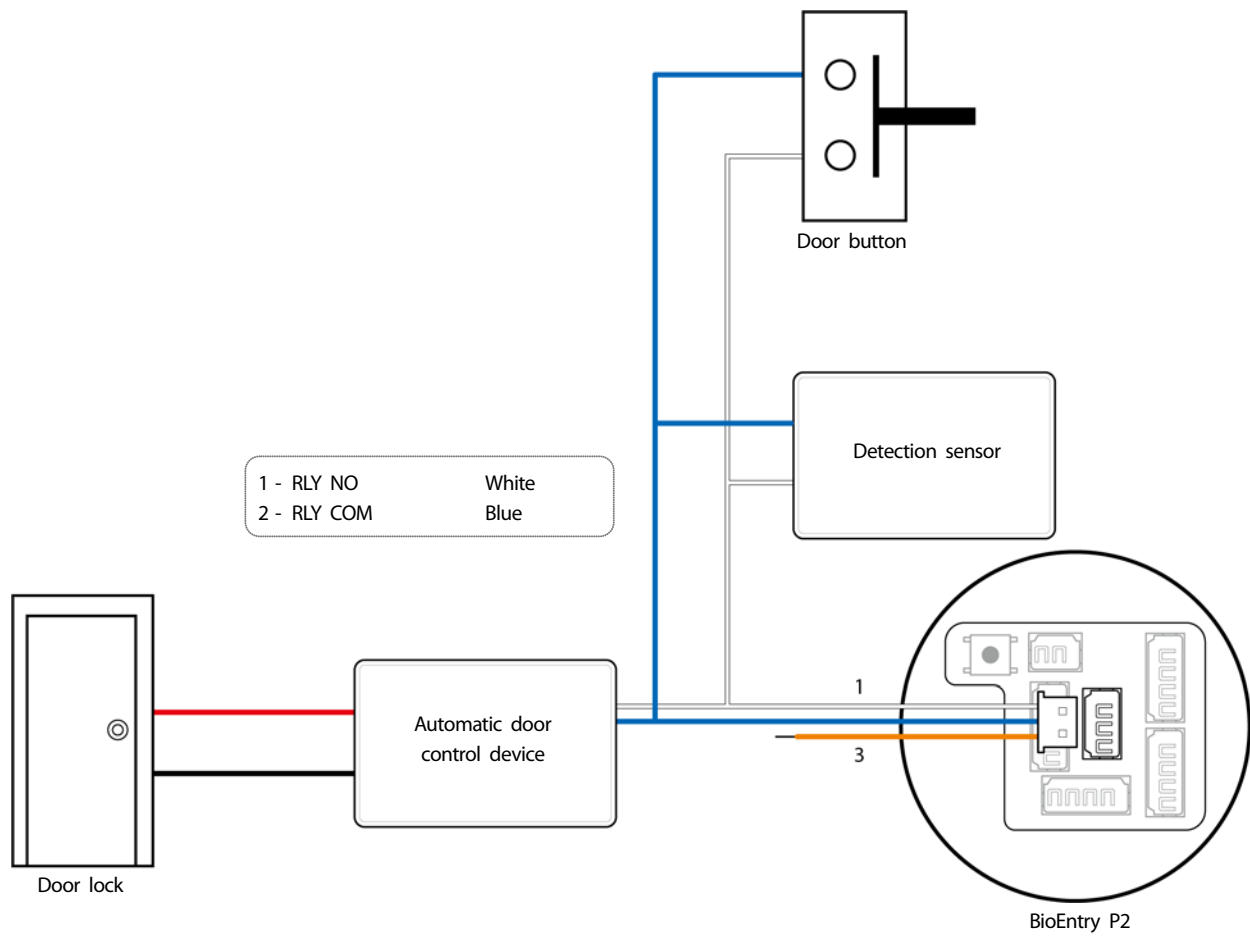 Door button
Detection sensor
1 - RLY NO White
2 - RLY COM Blue
1
Automatic door
control device
3
Door lock
BioEntry P2